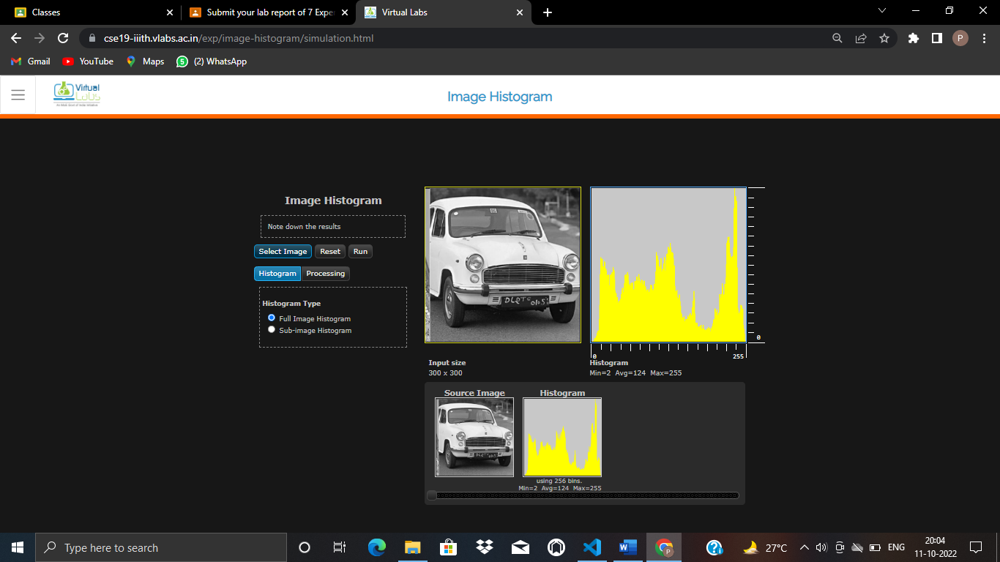 Classes
Submit your lab report of 7 Exper
Virtual Labs
cse19-iiith.vlabs.ac.in/exp/image-histogram/simulation.html
P
Gmail
YouTube
Maps
5
(2) WhatsApp
Virtual
Labs
Image Histogram
Image Histogram
Note down the results
Select Image
Reset
Run
Histogram
Processing
Histogram Type
Full Image Histogram
Sub-image Histogram
0
0
255
Input size
300 x 300
Histogram
Min=2 Avg=124 Max=255
Source Image
Histogram
using 256 bins.
Min=2 Avg=124 Max=255
Type here to search
P
27°C
ENG
20:04
11-10-2022